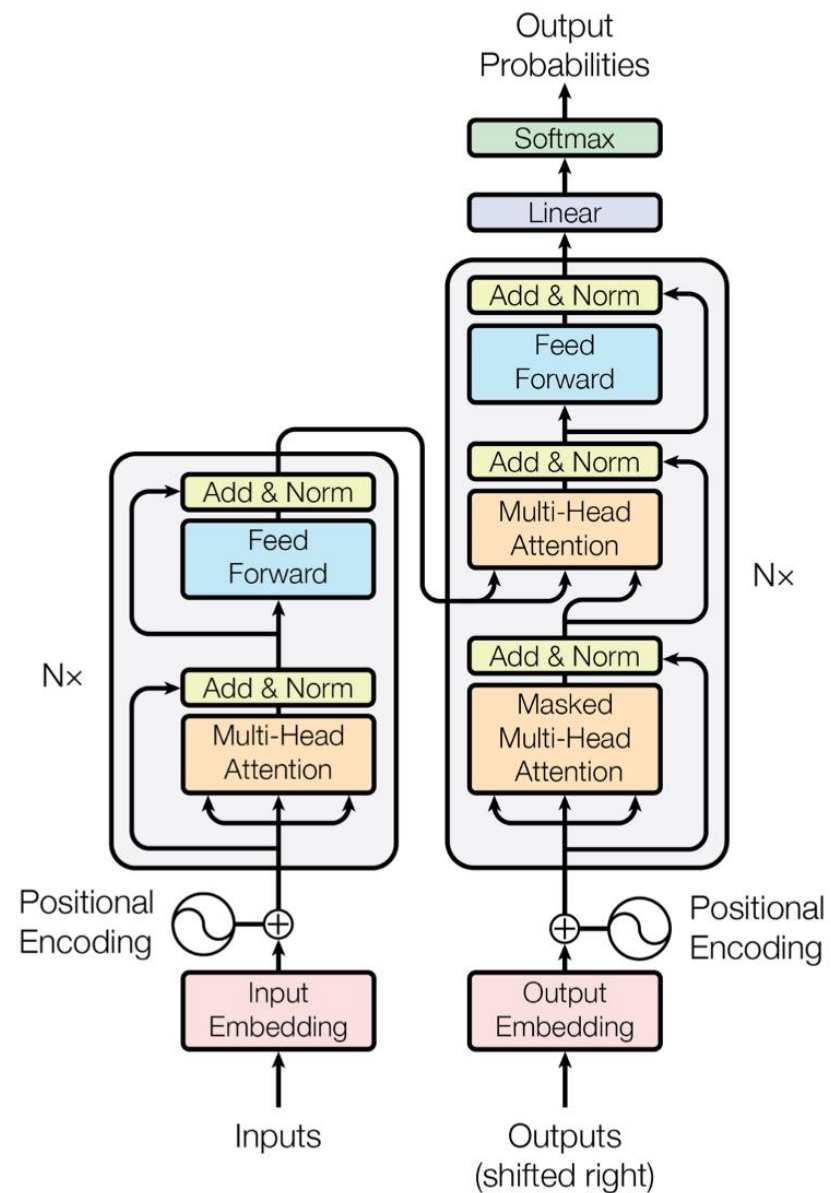 Output
Probabilities
Softmax
Linear
Add & Norm
Feed
Forward
Add & Norm
Multi-Head
Attention
Nx
Add & Norm
Masked
Multi-Head
Attention
Add & Norm
Feed
Forward
Nx
Add & Norm
Multi-Head
Attention
Positional
Encoding
Positional
Encoding
Input
Embedding
Output
Embedding
Inputs
Outputs
(shifted right)